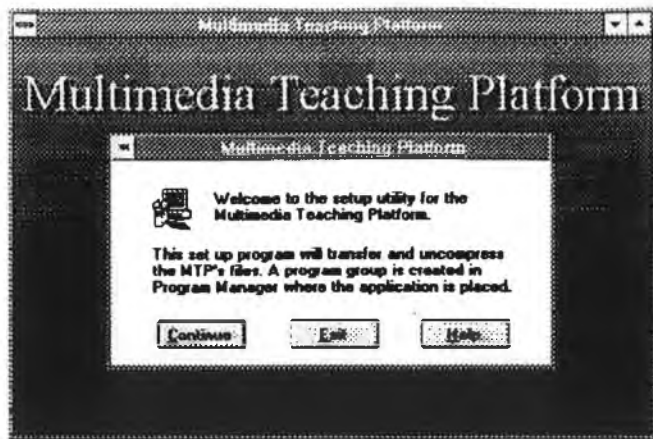 Multimedia Teaching Platform
Multimedia Teaching Platform
Multimedia Teaching Platform
Welcome to the setup utility for the
Multimedia Teaching Platform.
This set up program will transfer and uncompress
the MTP's files. A program group is created in
Program Manager where the application is placed.
Continue Exit Help